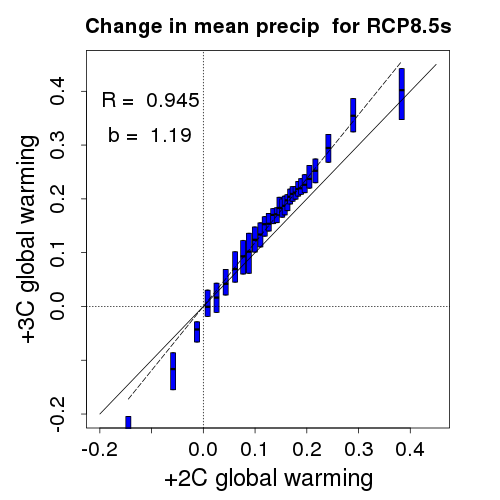 Change in mean precip  for RCP8.5s
R =  0.945
b =  1.19
+3C global warming
0.4
0.3
0.2
0.1
0.0
-0.2
-0.2
0.0
0.1
0.2
0.3
0.4
+2C global warming